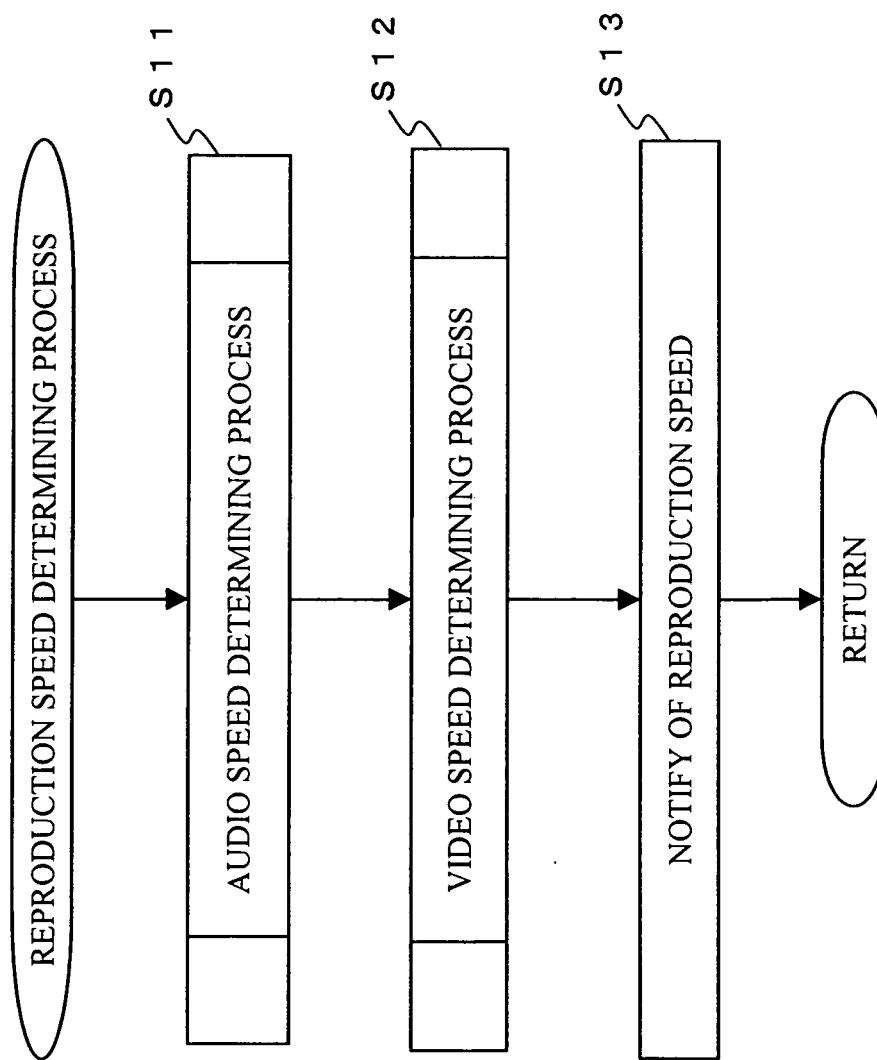 REPRODUCTION SPEED DETERMINING PROCESS
S11
AUDIO SPEED DETERMINING PROCESS
S12
VIDEO SPEED DETERMINING PROCESS
S13
NOTIFY OF REPRODUCTION SPEED
RETURN